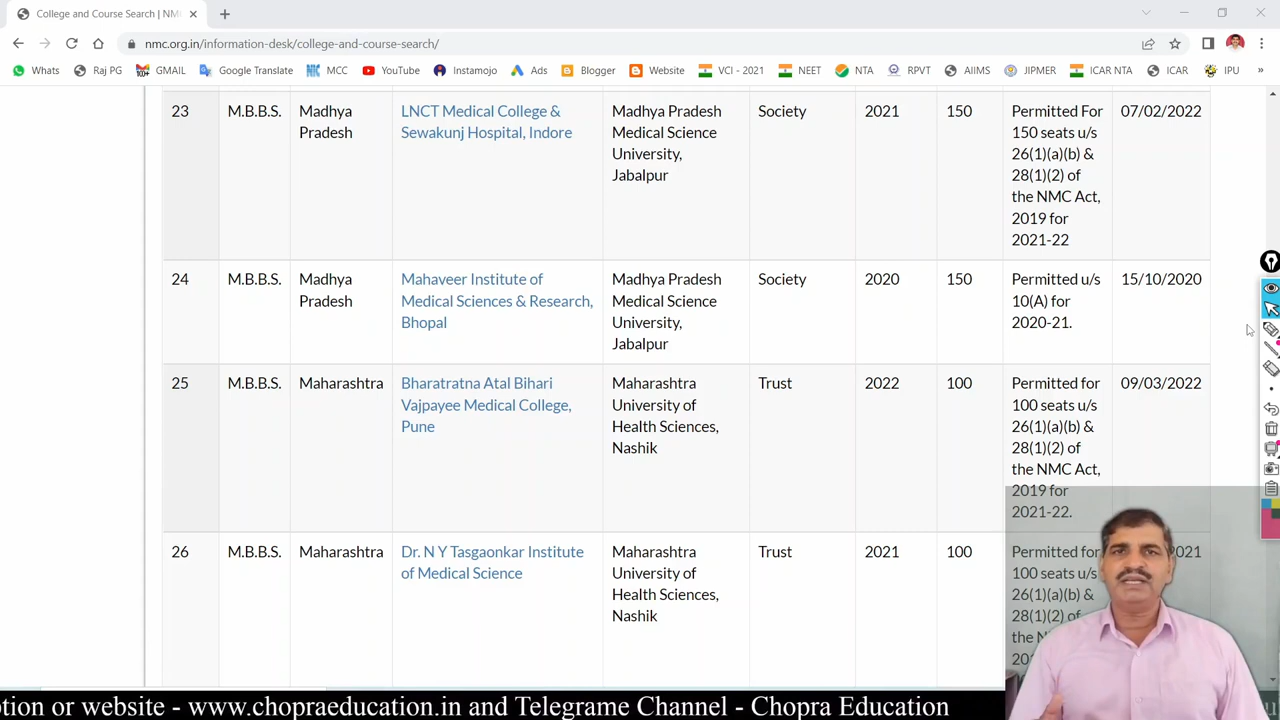 College and Course Search | NM
nmc.org.in/information-desk/college-and-course-search/
Whats Raj PG GMAIL Google Translate MCC YouTube Instamojo Ads Blogger Website VCI - 2021 NEET NTA RPVT AIIMS JIPMER ICAR NTA ICAR IPU »
23 M.B.B.S. Madhya LNCT Medical College & Madhya Pradesh Society 2021 150 Permitted For 07/02/2022
Pradesh Sewakunj Hospital, Indore Medical Science 150 seats u/s
University, 26(1)(a)(b) &
Jabalpur 28(1)(2) of
the NMC Act,
2019 for
2021-22
24 M.B.B.S. Madhya Mahaveer Institute of Madhya Pradesh Society 2020 150 Permitted u/s 15/10/2020
Pradesh Medical Sciences & Research, Medical Science 10(A) for
Bhopal University, 2020-21.
Jabalpur
25 M.B.B.S. Maharashtra Bharatratna Atal Bihari Maharashtra Trust 2022 100 Permitted for 09/03/2022
Vajpayee Medical College, University of 100 seats u/s
Pune Health Sciences, 26(1)(a)(b) &
Nashik 28(1)(2) of
the NMC Act,
2019 for
2021-22.
26 M.B.B.S. Maharashtra Dr. N Y Tasgaonkar Institute Maharashtra Trust 2021 100 Permitted for 2021
of Medical Science University of 100 seats u/s
Health Sciences, 26(1)(a)(b) &
Nashik 28(1)(2) of
the
ption or website - www.chopraeducation.in and Telegrame Channel - Chopra Education